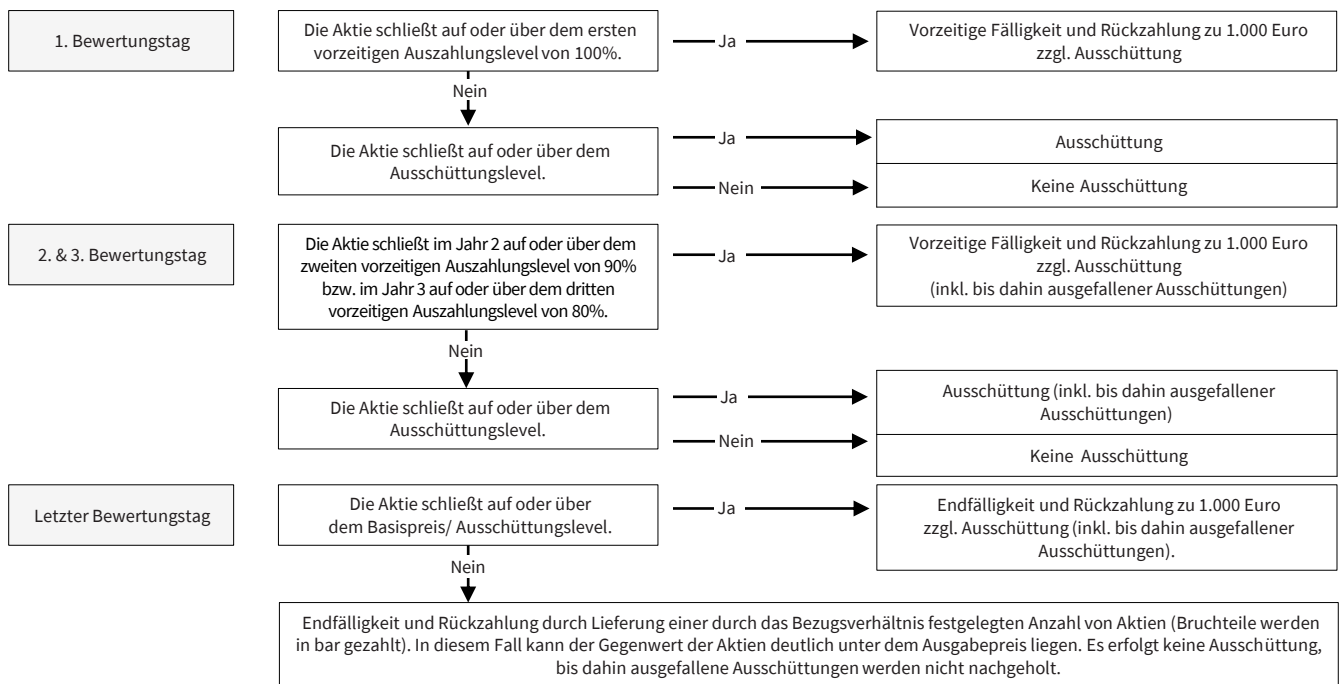 1. Bewertungstag
Die Aktie schließt auf oder über dem ersten
vorzeitigen Auszahlungslevel von 100%.
Ja
Vorzeitige Fälligkeit und Rückzahlung zu 1.000 Euro
zzgl. Ausschüttung
Nein
Die Aktie schließt auf oder über dem
Ausschüttungslevel.
Ja
Ausschüttung
Nein
Keine Ausschüttung
2. & 3. Bewertungstag
Die Aktie schließt im Jahr 2 auf oder über dem
zweiten vorzeitigen Auszahlungslevel von 90%
bzw. im Jahr 3 auf oder über dem dritten
vorzeitigen Auszahlungslevel von 80%.
Ja
Vorzeitige Fälligkeit und Rückzahlung zu 1.000 Euro
zzgl. Ausschüttung
(inkl. bis dahin ausgefallener Ausschüttungen)
Nein
Die Aktie schließt auf oder über dem
Ausschüttungslevel.
Ja
Ausschüttung (inkl. bis dahin ausgefallener
Ausschüttungen)
Nein
Keine Ausschüttung
Letzter Bewertungstag
Die Aktie schließt auf oder über
dem Basispreis/ Ausschüttungslevel.
Ja
Endfälligkeit und Rückzahlung zu 1.000 Euro
zzgl. Ausschüttung (inkl. bis dahin ausgefallener
Ausschüttungen).
Nein
Endfälligkeit und Rückzahlung durch Lieferung einer durch das Bezugsverhältnis festgelegten Anzahl von Aktien (Bruchteile werden
in bar gezahlt). In diesem Fall kann der Gegenwert der Aktien deutlich unter dem Ausgabepreis liegen. Es erfolgt keine Ausschüttung,
bis dahin ausgefallene Ausschüttungen werden nicht nachgeholt.